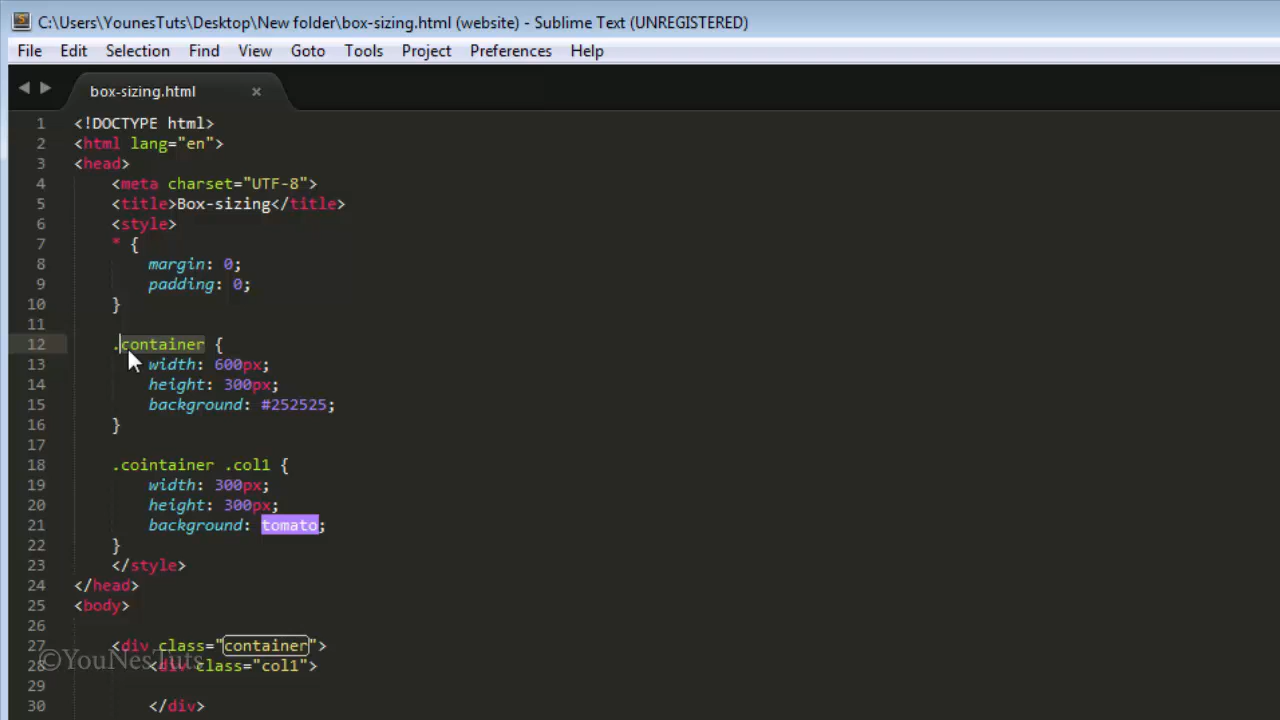 C:\Users\YounesTuts\Desktop\New folder\box-sizing.html (website) - Sublime Text (UNREGISTERED)
File Edit Selection Find View Goto Tools Project Preferences Help
box-sizing.html ×
1 <!DOCTYPE html>
2 <html lang="en">
3 <head>
4 <meta charset="UTF-8">
5 <title>Box-sizing</title>
6 <style>
7 * {
8 margin: 0;
9 padding: 0;
10 }
11
12 .container {
13 width: 600px;
14 height: 300px;
15 background: #252525;
16 }
17
18 .cointainer .col1 {
19 width: 300px;
20 height: 300px;
21 background: tomato;
22 }
23 </style>
24 </head>
25 <body>
26
27 <div class="container">
28 <div class="col1">
©YouNesTuts
29
30 </div>